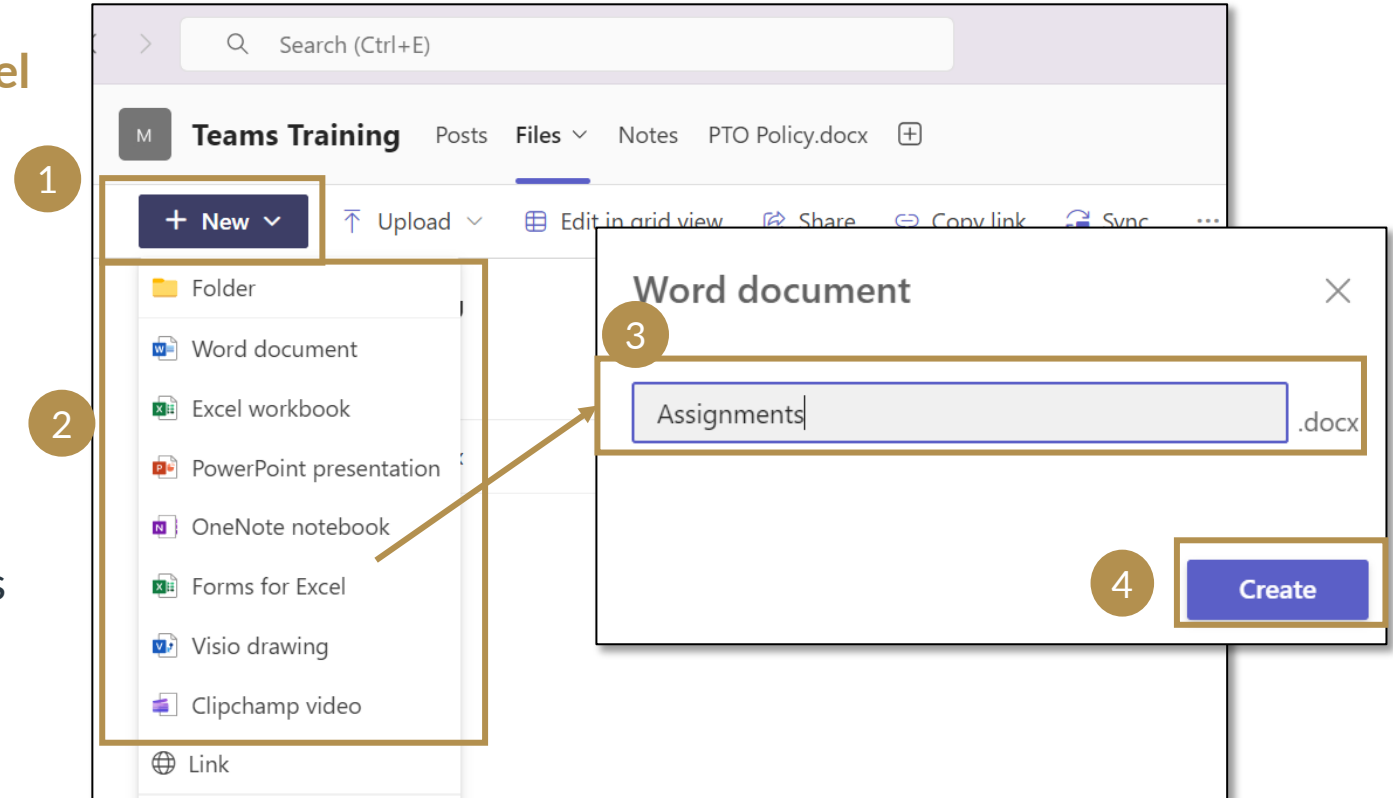 el
Search (Ctrl+E)
M Teams Training Posts Files Notes PTO Policy.docx
1
+ New Upload Edit in grid view Share Copy link Sync ...
Folder
Word document
Excel workbook
PowerPoint presentation
OneNote notebook
Forms for Excel
Visio drawing
Clipchamp video
Link
2
s
Word document
3
Assignments .docx
4
Create